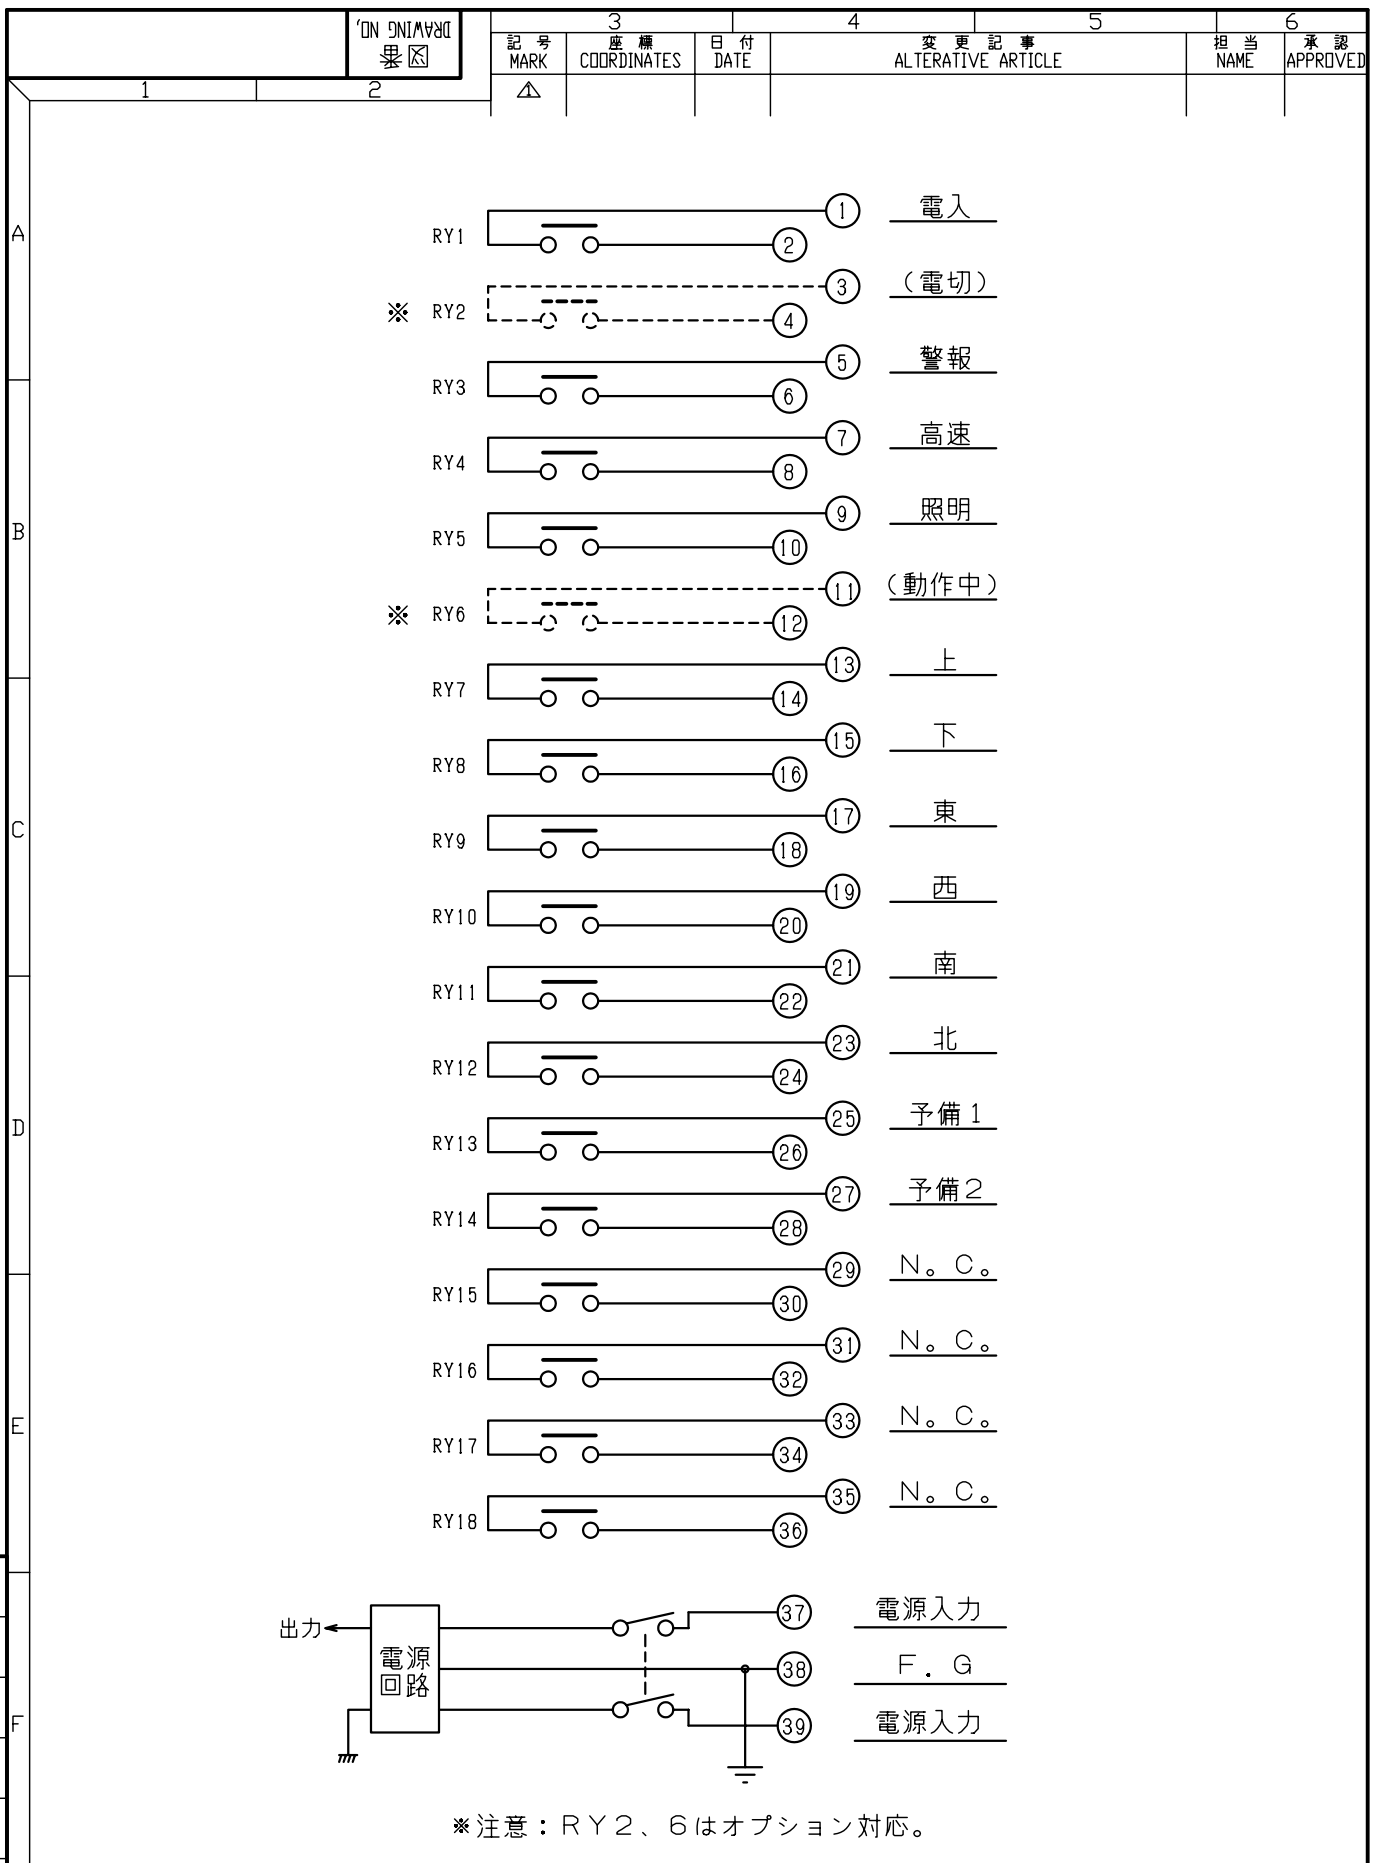 DRAWING NO,
図番
3 4 5 6
記号 座標 日付 変更記事 担当 承認
MARK COORDINATES DATE ALTERATIVE ARTICLE NAME APPROVED
1 2
1
A
B
C
D
E
F
RY1 1 電入
2
※ RY2 3 （電切）
4
RY3 5 警報
6
RY4 7 高速
8
RY5 9 照明
10
※ RY6 11 （動作中）
12
RY7 13 上
14
RY8 15 下
16
RY9 17 東
18
RY10 19 西
20
RY11 21 南
22
RY12 23 北
24
RY13 25 予備1
26
RY14 27 予備2
28
RY15 29 N。C。
30
RY16 31 N。C。
32
RY17 33 N。C。
34
RY18 35 N。C。
36
出力 37 電源入力
電源
回路
38 F．G
39 電源入力
※注意：RY2、6はオプション対応。